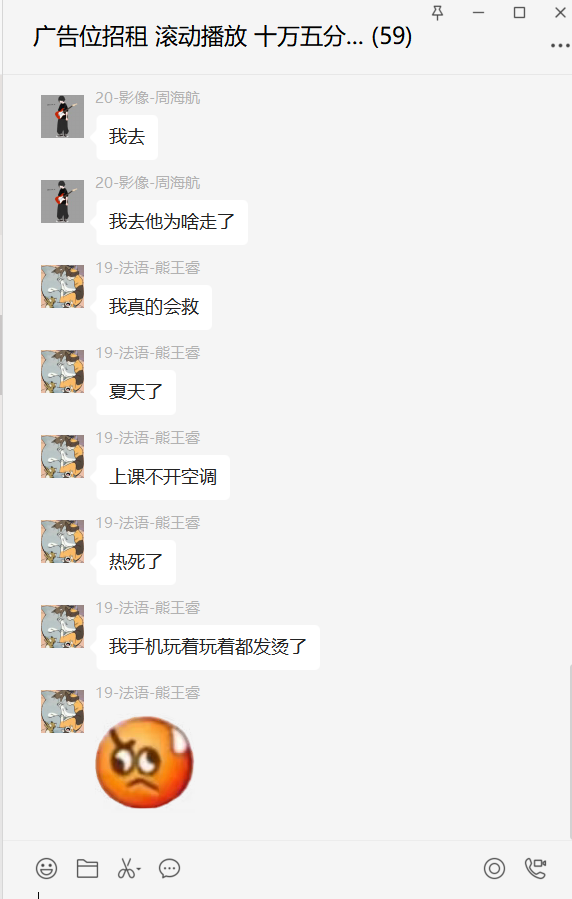 广告位招租 滚动播放 十万五分... (59)
20-影像-周海航
我去
20-影像-周海航
我去他为啥走了
19-法语-熊王睿
我真的会救
19-法语-熊王睿
夏天了
19-法语-熊王睿
上课不开空调
19-法语-熊王睿
热死了
19-法语-熊王睿
我手机玩着玩着都发烫了
19-法语-熊王睿